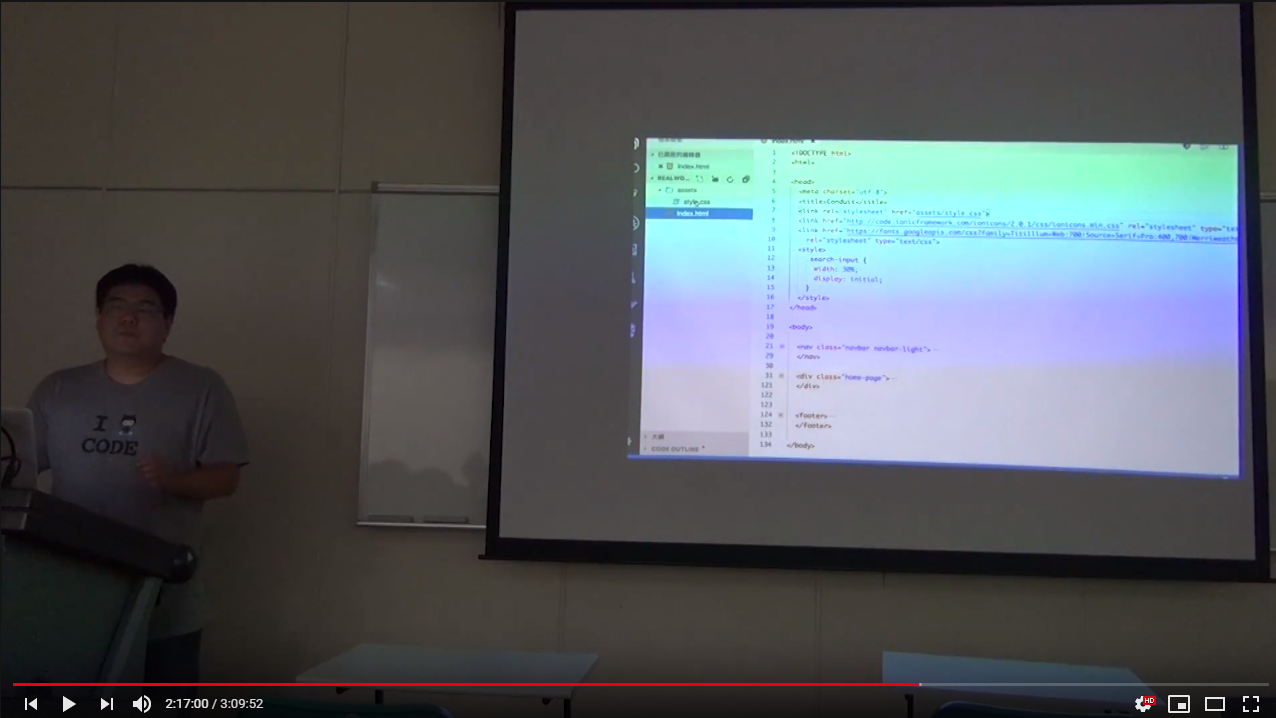 I
CODE
已開啟的編輯器
index.html
REALWO...
assets
style.css
index.html
大綱
CODE OUTLINE
index.html
1 <!DOCTYPE html>
2 <html>
3
4 <head>
5 <meta charset="utf-8">
6 <title>Conduit</title>
7 <link rel="stylesheet" href="assets/style.css">
8 <link href="http://code.ionicframework.com/ionicons/2.0.1/css/ionicons.min.css" rel="stylesheet" type="tex
9 <link href="https://fonts.googleapis.com/css?family=Titillium+Web:700|Source+Serif+Pro:400,700|Merriweathe
10 rel="stylesheet" type="text/css">
11 <style>
12 .search-input {
13 width: 30%;
14 display: initial;
15 }
16 </style>
17 </head>
18
19 <body>
20
21 <nav class="navbar navbar-light">
29 </nav>
30
31 <div class="home-page">
121 </div>
122
123
124 <footer>
132 </footer>
133
134 </body>
2:17:00 / 3:09:52
HD